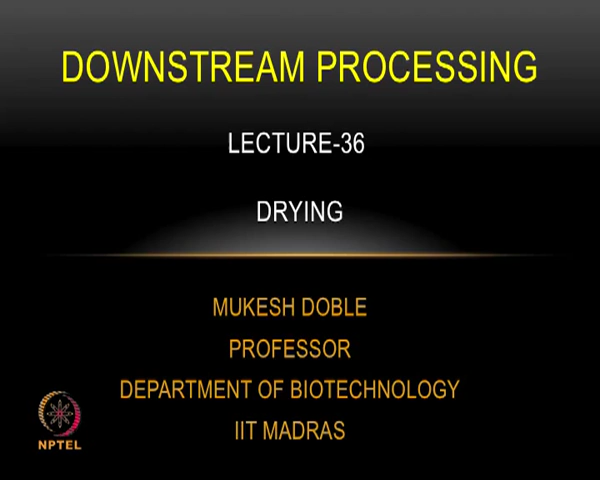 DOWNSTREAM PROCESSING
LECTURE-36
DRYING
MUKESH DOBLE
PROFESSOR
DEPARTMENT OF BIOTECHNOLOGY
IIT MADRAS
NPTEL